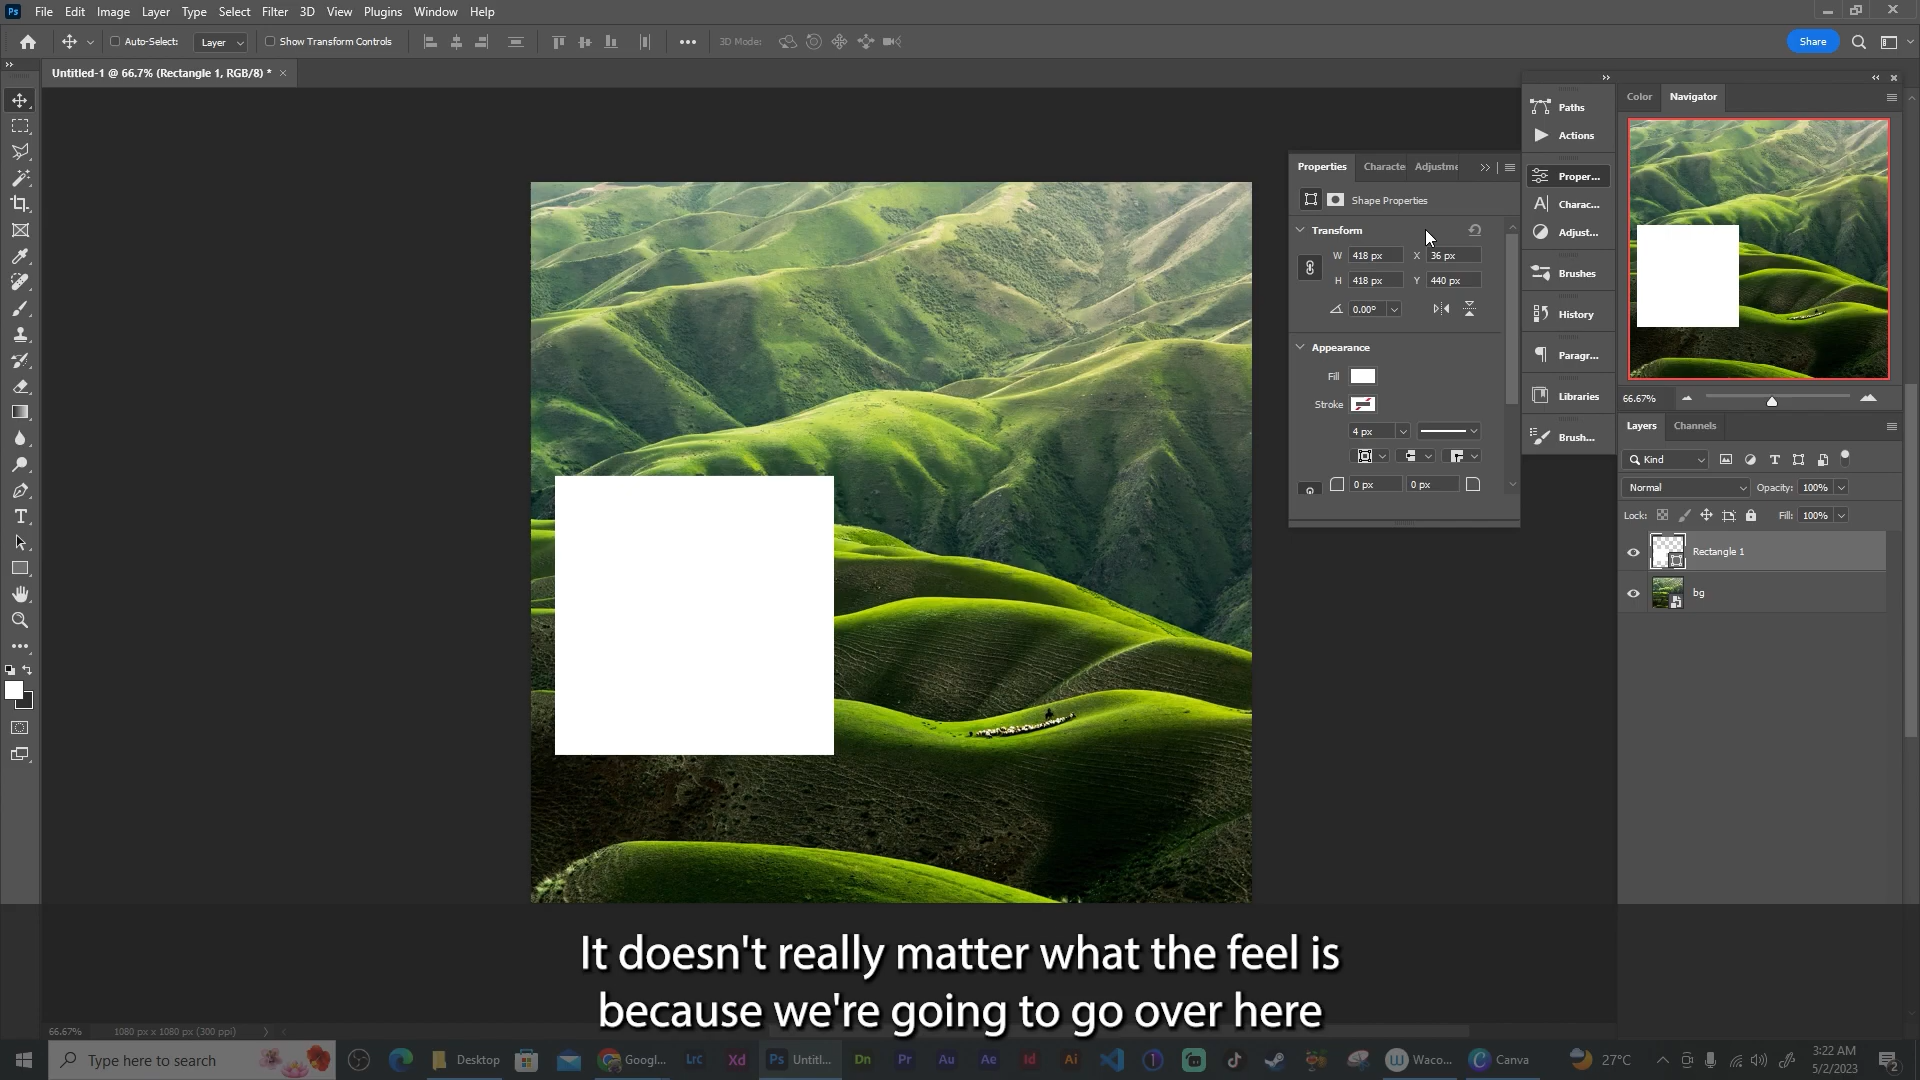 Ps File Edit Image Layer Type Select Filter 3D View Plugins Window Help
Auto-Select: Layer Show Transform Controls 3D Mode: Share
Untitled-1 @ 66.7% (Rectangle 1, RGB/8) *
Properties Characte Adjustme
Shape Properties
Transform
W 418 px X 36 px
H 418 px Y 440 px
0.00°
Appearance
Fill
Stroke
4 px
0 px 0 px
Paths
Actions
Proper...
Charac...
Adjust...
Brushes
History
Paragr...
Libraries
Brush...
Color Navigator
66.67%
Layers Channels
Kind
Normal Opacity: 100%
Lock: Fill: 100%
Rectangle 1
bg
It doesn't really matter what the feel is
because we're going to go over here
66.67% 1080 px x 1080 px (300 ppi)
Type here to search Desktop Googl... LrC Xd Ps Untitl... Dn Pr Au Ae Id Ai Waco... Canva 27°C
3:22 AM
5/2/2023
2